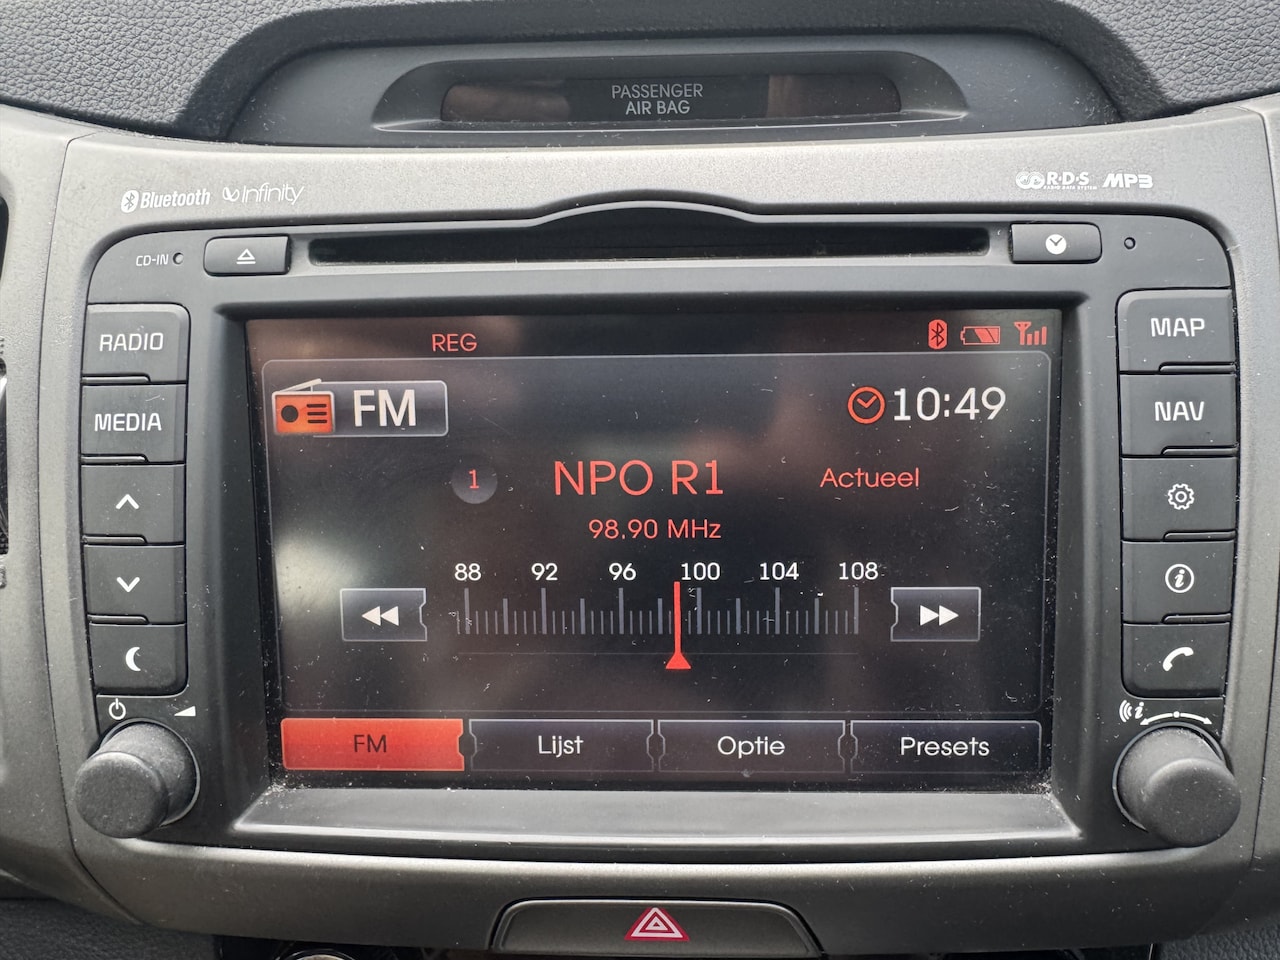 PASSENGER
AIR BAG
Bluetooth infinity
R·D·S MP3
CD-IN
RADIO
MEDIA
MAP
NAV
REG
FM
10:49
1 NPO R1 Actueel
98.90 MHz
88 92 96 100 104 108
FM Lijst Optie Presets